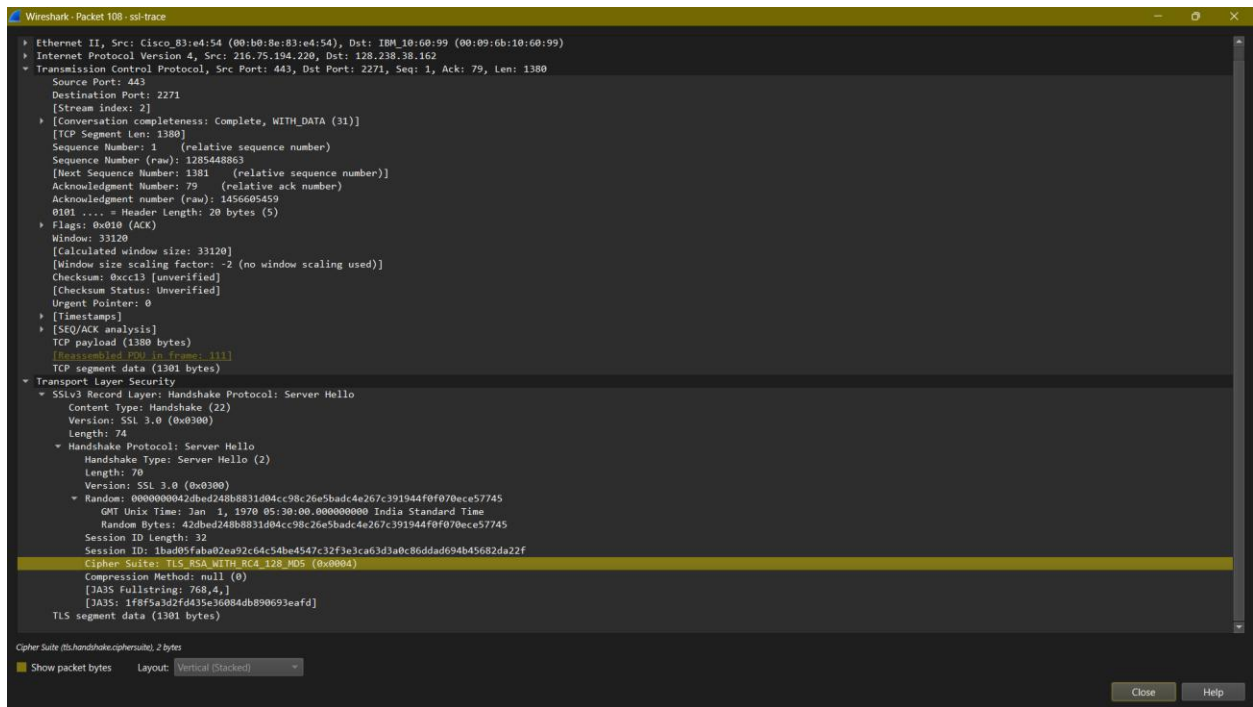 Wireshark · Packet 108 · ssl-trace
Ethernet II, Src: Cisco_83:e4:54 (00:b0:8e:83:e4:54), Dst: IBM_10:60:99 (00:09:6b:10:60:99)
Internet Protocol Version 4, Src: 216.75.194.220, Dst: 128.238.38.162
Transmission Control Protocol, Src Port: 443, Dst Port: 2271, Seq: 1, Ack: 79, Len: 1380
Source Port: 443
Destination Port: 2271
[Stream index: 2]
[Conversation completeness: Complete, WITH_DATA (31)]
[TCP Segment Len: 1380]
Sequence Number: 1    (relative sequence number)
Sequence Number (raw): 1285448863
[Next Sequence Number: 1381    (relative sequence number)]
Acknowledgment Number: 79    (relative ack number)
Acknowledgment number (raw): 1456605459
0101 .... = Header Length: 20 bytes (5)
Flags: 0x010 (ACK)
Window: 33120
[Calculated window size: 33120]
[Window size scaling factor: -2 (no window scaling used)]
Checksum: 0xcc13 [unverified]
[Checksum Status: Unverified]
Urgent Pointer: 0
[Timestamps]
[SEQ/ACK analysis]
TCP payload (1380 bytes)
[Reassembled PDU in frame: 111]
TCP segment data (1301 bytes)
Transport Layer Security
SSLv3 Record Layer: Handshake Protocol: Server Hello
Content Type: Handshake (22)
Version: SSL 3.0 (0x0300)
Length: 74
Handshake Protocol: Server Hello
Handshake Type: Server Hello (2)
Length: 70
Version: SSL 3.0 (0x0300)
Random: 0000000042dbed248b8831d04cc98c26e5badc4e267c391944f0f070ece57745
GMT Unix Time: Jan  1, 1970 05:30:00.000000000 India Standard Time
Random Bytes: 42dbed248b8831d04cc98c26e5badc4e267c391944f0f070ece57745
Session ID Length: 32
Session ID: 1bad05faba02ea92c64c54be4547c32f3e3ca63d3a0c86ddad694b45682da22f
Cipher Suite: TLS_RSA_WITH_RC4_128_MD5 (0x0004)
Compression Method: null (0)
[JA3S Fullstring: 768,4,]
[JA3S: 1f8f5a3d2fd435e36084db890693eafd]
TLS segment data (1301 bytes)
Cipher Suite (tls.handshake.ciphersuite), 2 bytes
Show packet bytes    Layout: Vertical (Stacked)
Close    Help